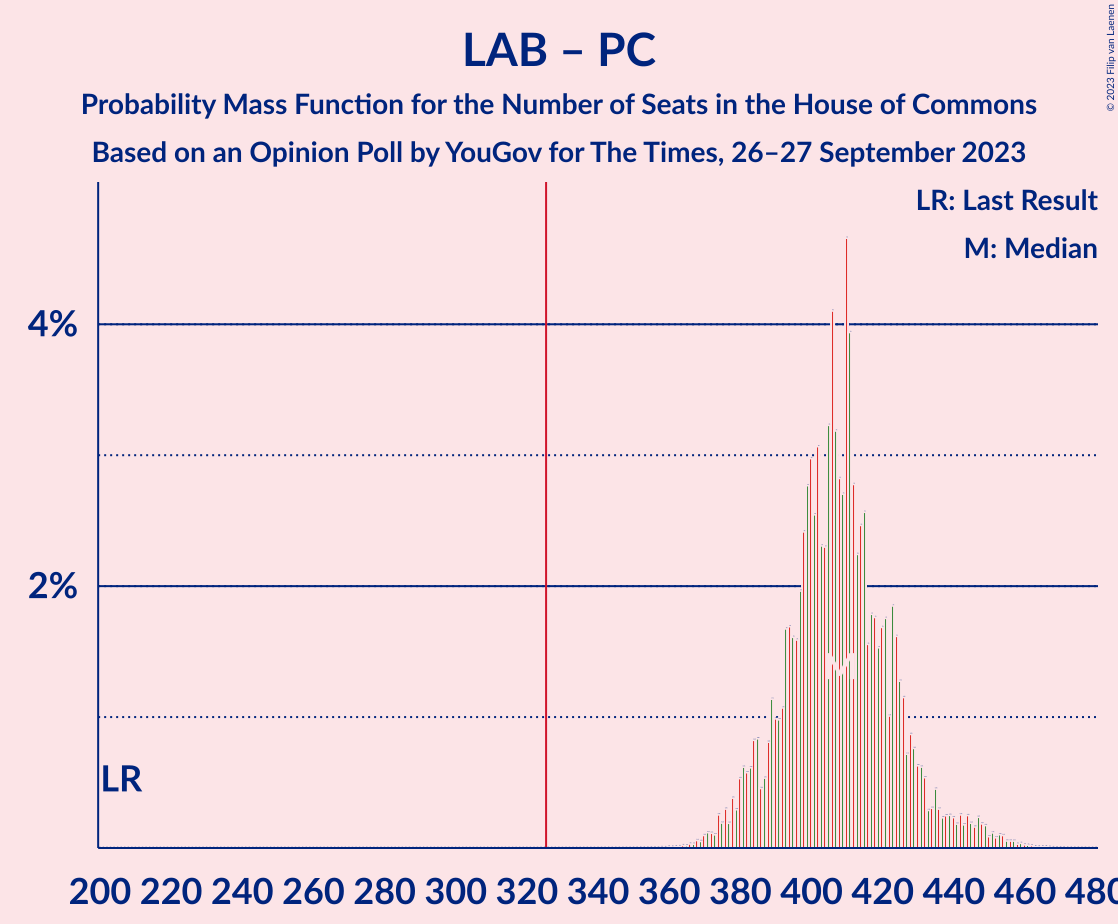 LAB – PC
Probability Mass Function for the Number of Seats in the House of Commons
Based on an Opinion Poll by YouGov for The Times, 26–27 September 2023
© 2023 Filip van Laenen
LR: Last Result
M: Median
4%
2%
LR
M
200 220 240 260 280 300 320 340 360 380 400 420 440 460 480